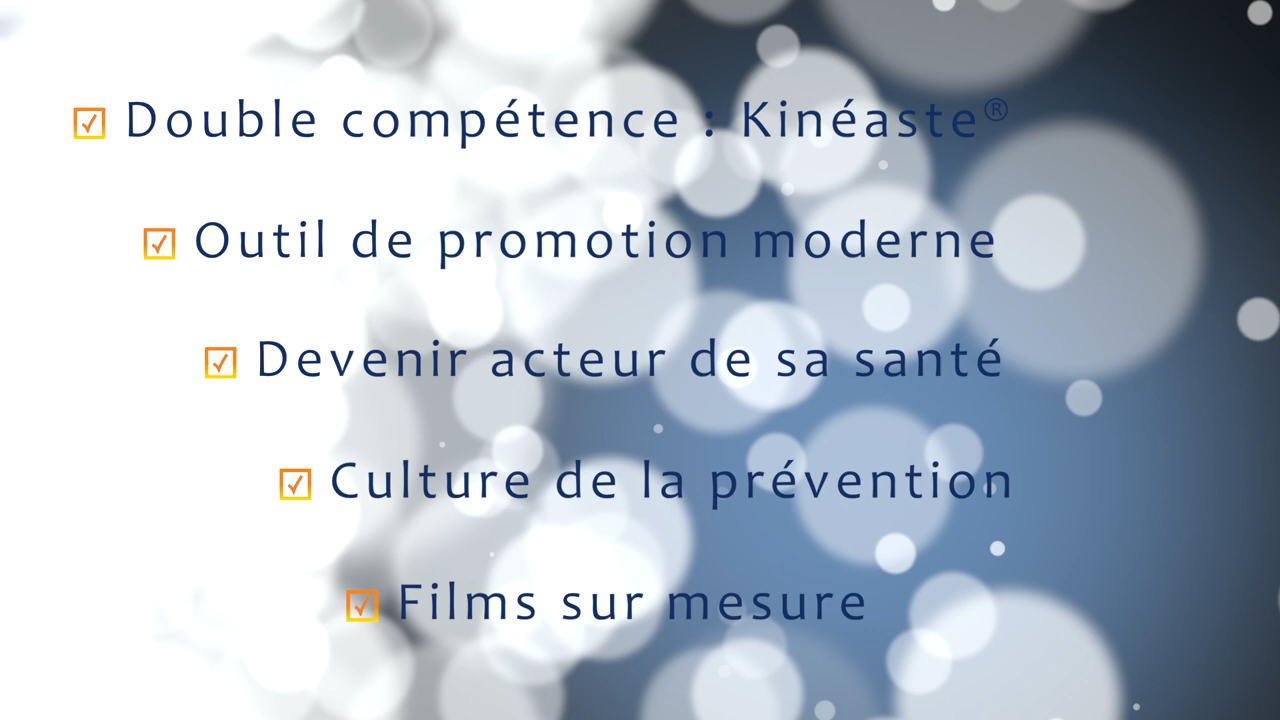 ☑ Double compétence : Kinéaste®
☑ Outil de promotion moderne
☑ Devenir acteur de sa santé
☑ Culture de la prévention
☑ Films sur mesure